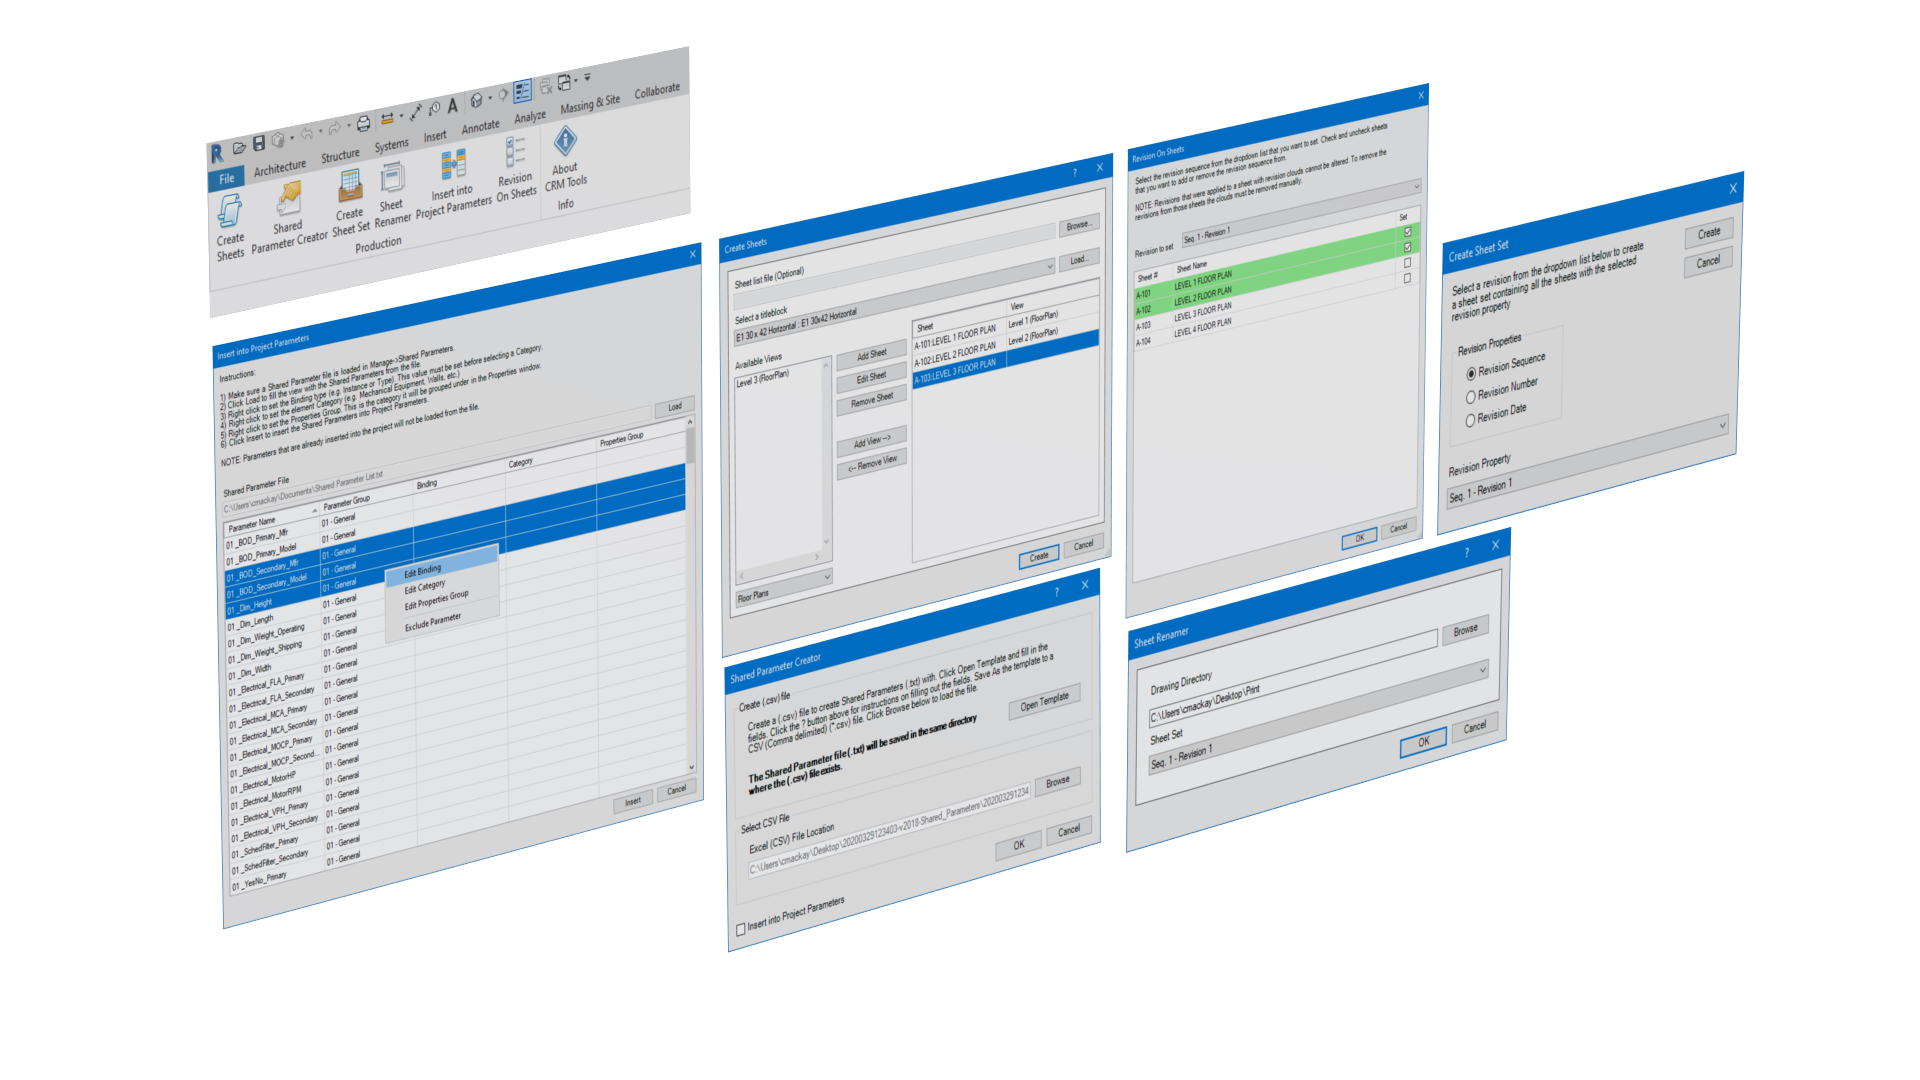 File
Architecture
Structure
Systems
Insert
Annotate
Analyze
Massing & Site
Collaborate
Create
Sheets
Shared
Parameter Creator
Create
Sheet Set
Sheet
Renamer
Insert into
Project Parameters
Revision
On Sheets
About
CRM Tools
Production
Info
Insert into Project Parameters
Instructions:
1) Make sure a Shared Parameter file is loaded in Manage->Shared Parameters.
2) Click Load to fill the view with the Shared Parameters from the file.
3) Right click to set the Binding type (e.g. Instance or Type). This value must be set before selecting a Category.
4) Right click to set the element Category (e.g. Mechanical Equipment, Walls, etc.)
5) Right click to set the Properties Group. This is the category it will be grouped under in the Properties window.
6) Click Insert to insert the Shared Parameters into Project Parameters.
NOTE: Parameters that are already inserted into the project will not be loaded from the file.
Load
Shared Parameter File
C:\Users\cmackay\Documents\Shared Parameter List.txt
Parameter Name Parameter Group Binding Category Properties Group
01_BOD_Primary_Mfr 01 - General
01_BOD_Primary_Model 01 - General
01_BOD_Secondary_Mfr 01 - General
01_BOD_Secondary_Model 01 - General
01_Dim_Height 01 - General
01_Dim_Length 01 - General
01_Dim_Weight_Operating 01 - General
01_Dim_Weight_Shipping 01 - General
01_Dim_Width 01 - General
01_Electrical_FLA_Primary 01 - General
01_Electrical_FLA_Secondary 01 - General
01_Electrical_MCA_Primary 01 - General
01_Electrical_MCA_Secondary 01 - General
01_Electrical_MOCP_Primary 01 - General
01_Electrical_MOCP_Second... 01 - General
01_Electrical_MotorHP 01 - General
01_Electrical_MotorRPM 01 - General
01_Electrical_VPH_Primary 01 - General
01_Electrical_VPH_Secondary 01 - General
01_SchedFilter_Primary 01 - General
01_SchedFilter_Secondary 01 - General
01_YesNo_Primary 01 - General
Edit Binding
Edit Category
Edit Properties Group
Exclude Parameter
Insert
Cancel
Create Sheets
Sheet list file (Optional)
Browse...
Select a titleblock
E1 30 x 42 Horizontal : E1 30x42 Horizontal
Load...
Available Views
Level 3 (FloorPlan)
Add Sheet
Edit Sheet
Remove Sheet
Add View -->
<-- Remove View
Sheet View
A-101:LEVEL 1 FLOOR PLAN Level 1 (FloorPlan)
A-102:LEVEL 2 FLOOR PLAN Level 2 (FloorPlan)
A-103:LEVEL 3 FLOOR PLAN
Floor Plans
Create
Cancel
Shared Parameter Creator
Create (.csv) file
Create a (.csv) file to create Shared Parameters (.txt) with. Click Open Template and fill in the
fields. Click the ? button above for instructions on filling out the fields. Save As the template to a
CSV (Comma delimited) (*.csv) file. Click Browse below to load the file.
Open Template
The Shared Parameter file (.txt) will be saved in the same directory
where the (.csv) file exists.
Select CSV File
Excel (CSV) File Location
Browse
C:\Users\cmackay\Desktop\20200329123403-v2018-Shared_Parameters\202003291234
OK
Cancel
Insert into Project Parameters
Revision On Sheets
Select the revision sequence from the dropdown list that you want to set. Check and uncheck sheets
that you want to add or remove the revision sequence from.
NOTE: Revisions that were applied to a sheet with revision clouds cannot be altered. To remove the
revisions from those sheets the clouds must be removed manually.
Revision to set
Seq. 1 - Revision 1
Sheet # Sheet Name Set
A-101 LEVEL 1 FLOOR PLAN
A-102 LEVEL 2 FLOOR PLAN
A-103 LEVEL 3 FLOOR PLAN
A-104 LEVEL 4 FLOOR PLAN
OK
Cancel
Sheet Renamer
Drawing Directory
C:\Users\cmackay\Desktop\Print
Browse
Sheet Set
Seq. 1 - Revision 1
OK
Cancel
Create Sheet Set
Select a revision from the dropdown list below to create
a sheet set containing all the sheets with the selected
revision property
Create
Cancel
Revision Properties
Revision Sequence
Revision Number
Revision Date
Revision Property
Seq. 1 - Revision 1